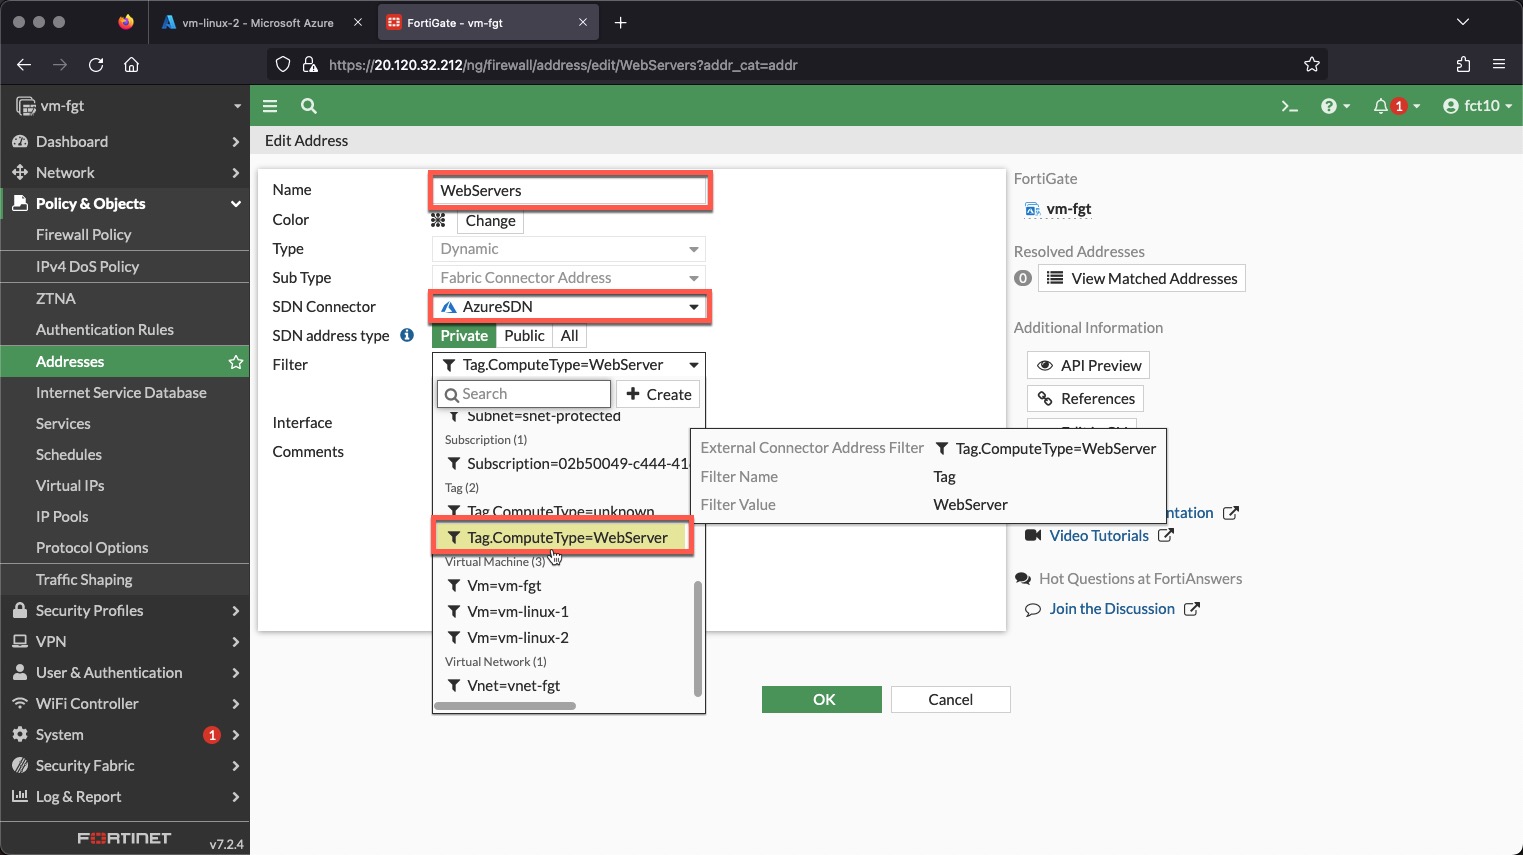 vm-linux-2 - Microsoft Azure
FortiGate - vm-fgt
https://20.120.32.212/ng/firewall/address/edit/WebServers?addr_cat=addr
vm-fgt
1
fct10
Dashboard
Network
Policy & Objects
Firewall Policy
IPv4 DoS Policy
ZTNA
Authentication Rules
Addresses
Internet Service Database
Services
Schedules
Virtual IPs
IP Pools
Protocol Options
Traffic Shaping
Security Profiles
VPN
User & Authentication
WiFi Controller
System 1
Security Fabric
Log & Report
FORTINET v7.2.4
Edit Address
Name WebServers
Color Change
Type Dynamic
Sub Type Fabric Connector Address
SDN Connector AzureSDN
SDN address type Private Public All
Filter Tag.ComputeType=WebServer
Search + Create
Subnet=snet-protected
Interface
Comments
Subscription (1)
Subscription=02b50049-c444-41
Tag (2)
Tag.ComputeType=unknown
Tag.ComputeType=WebServer
Virtual Machine (3)
Vm=vm-fgt
Vm=vm-linux-1
Vm=vm-linux-2
Virtual Network (1)
Vnet=vnet-fgt
External Connector Address Filter Tag.ComputeType=WebServer
Filter Name Tag
Filter Value WebServer
OK
Cancel
FortiGate
vm-fgt
Resolved Addresses
0 View Matched Addresses
Additional Information
API Preview
References
ntation
Video Tutorials
Hot Questions at FortiAnswers
Join the Discussion